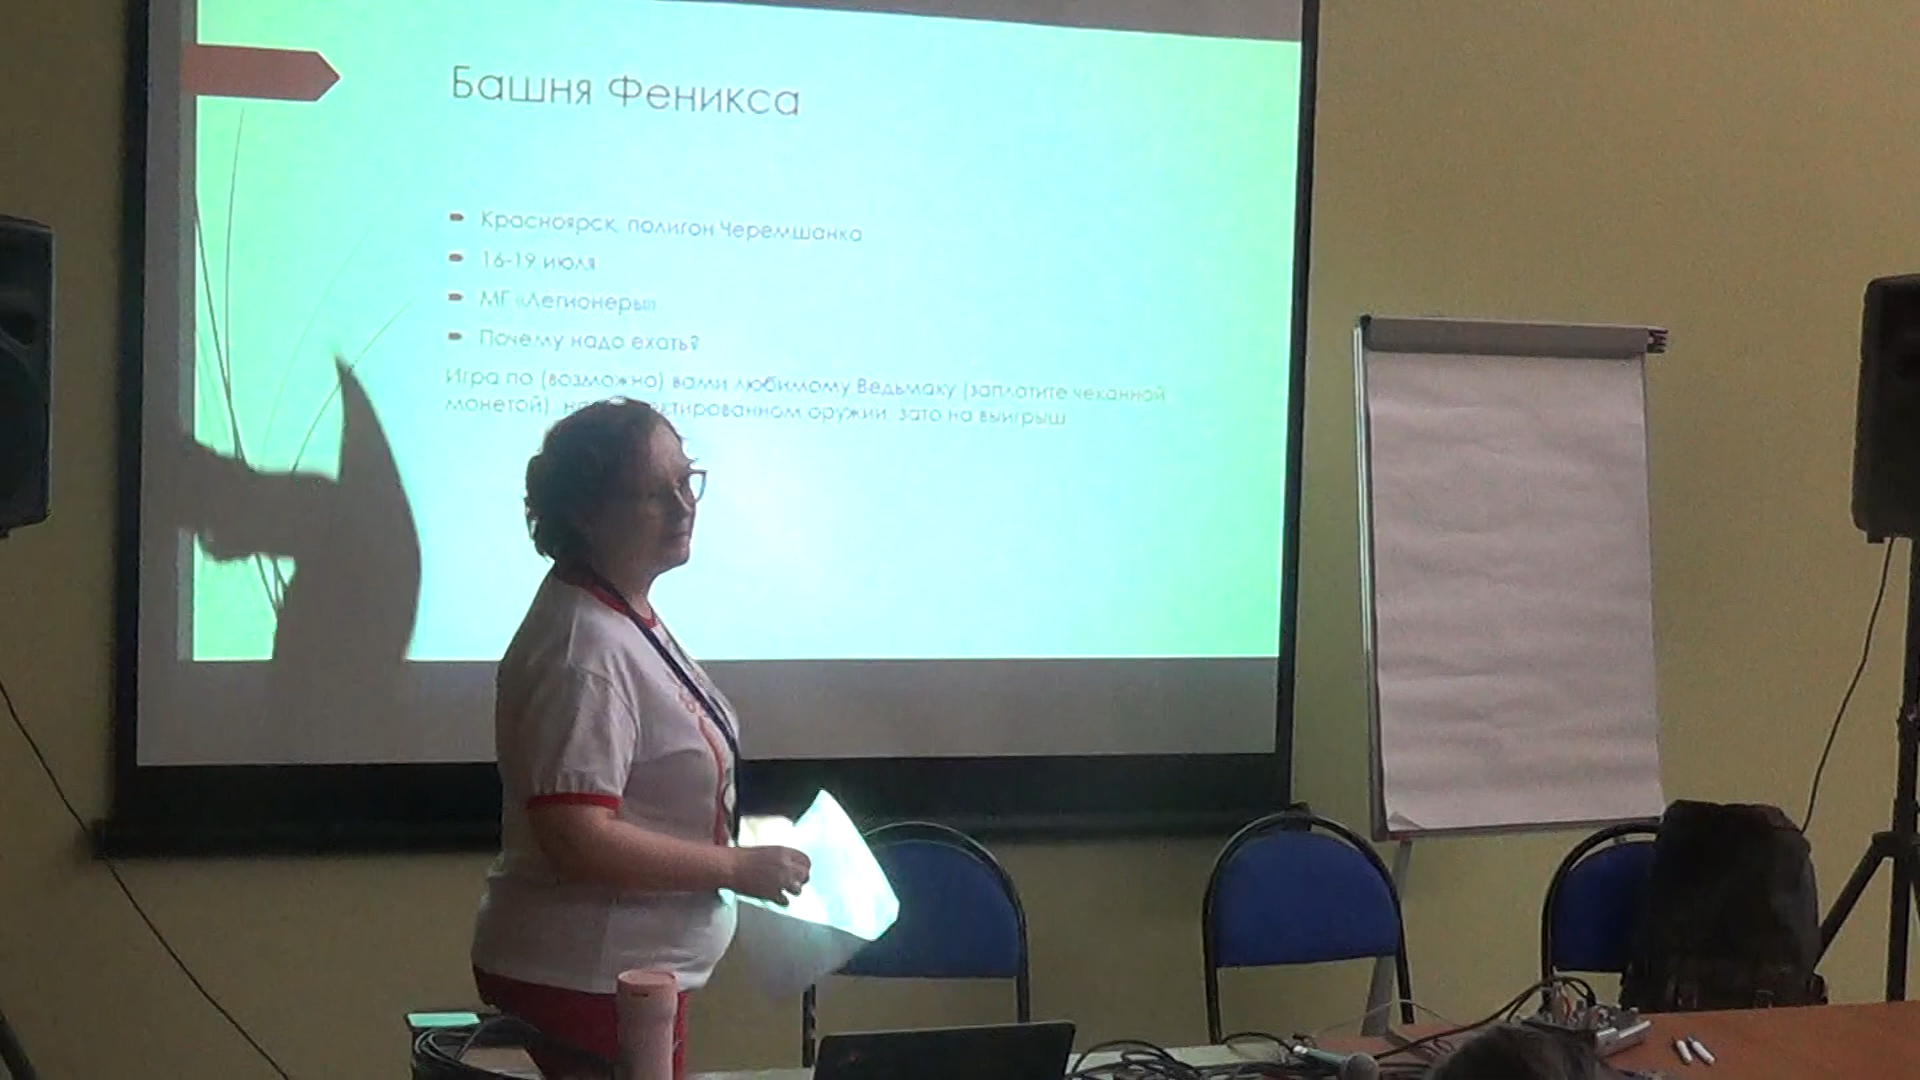 Башня Феникса
Красноярск, полигон Черемшанка
16-19 июля
МГ «Легионеры»
Почему надо ехать?
Игра по (возможно) вами любимому Ведьмаку (заплатите чеканной
монетой), оружии, зато на выигрыш